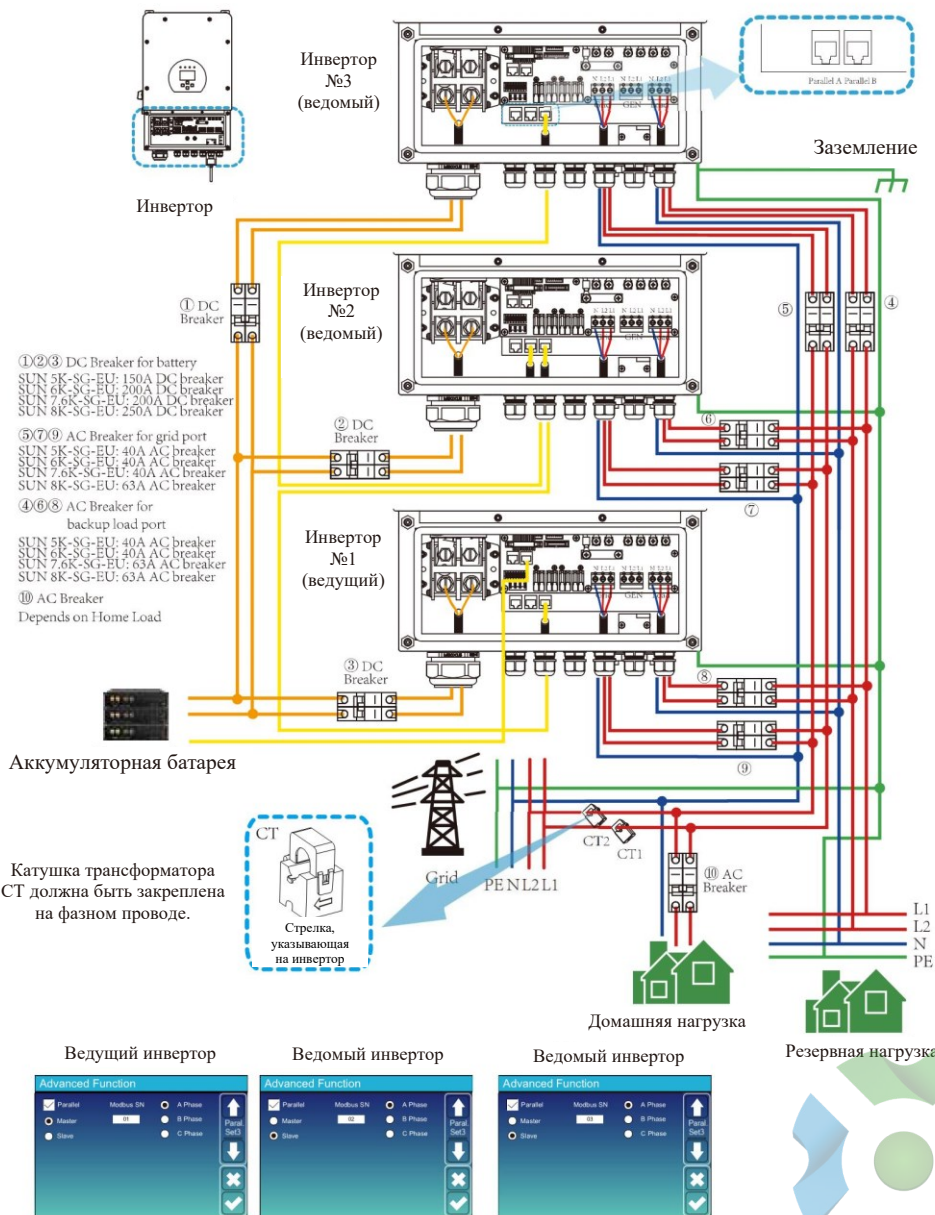 Инвертор
Инвертор
№3
(ведомый)
Parallel A Parallel B
Заземление
N L2 L1
GEN
① DC
Breaker
Инвертор
№2
(ведомый)
N L2 L1
GEN
⑤
④
①②③ DC Breaker for battery
SUN 5K-SG-EU: 150A DC breaker
SUN 6K-SG-EU: 200A DC breaker
SUN 7.6K-SG-EU: 200A DC breaker
SUN 8K-SG-EU: 250A DC breaker
⑤⑦⑨ AC Breaker for grid port
SUN 5K-SG-EU: 40A AC breaker
SUN 6K-SG-EU: 40A AC breaker
SUN 7.6K-SG-EU: 40A AC breaker
SUN 8K-SG-EU: 63A AC breaker
④⑥⑧ AC Breaker for
backup load port
SUN 5K-SG-EU: 40A AC breaker
SUN 6K-SG-EU: 40A AC breaker
SUN 7.6K-SG-EU: 63A AC breaker
SUN 8K-SG-EU: 63A AC breaker
⑩ AC Breaker
Depends on Home Load
② DC
Breaker
⑥
⑦
Инвертор
№1
(ведущий)
N L2 L1
GEN
③ DC
Breaker
⑧
⑨
Аккумуляторная батарея
Катушка трансформатора
СТ должна быть закреплена
на фазном проводе.
CT
Стрелка,
указывающая
на инвертор
Grid
PE N L2 L1
CT2
CT1
⑩ AC
Breaker
L1
L2
N
PE
Домашняя нагрузка
Резервная нагрузка
Ведущий инвертор
Advanced Function
Parallel
Modbus SN
A Phase
Master
01
B Phase
Slave
C Phase
Paral.
Set3
Ведомый инвертор
Advanced Function
Parallel
Modbus SN
A Phase
Master
02
B Phase
Slave
C Phase
Paral.
Set3
Ведомый инвертор
Advanced Function
Parallel
Modbus SN
A Phase
Master
03
B Phase
Slave
C Phase
Paral.
Set3